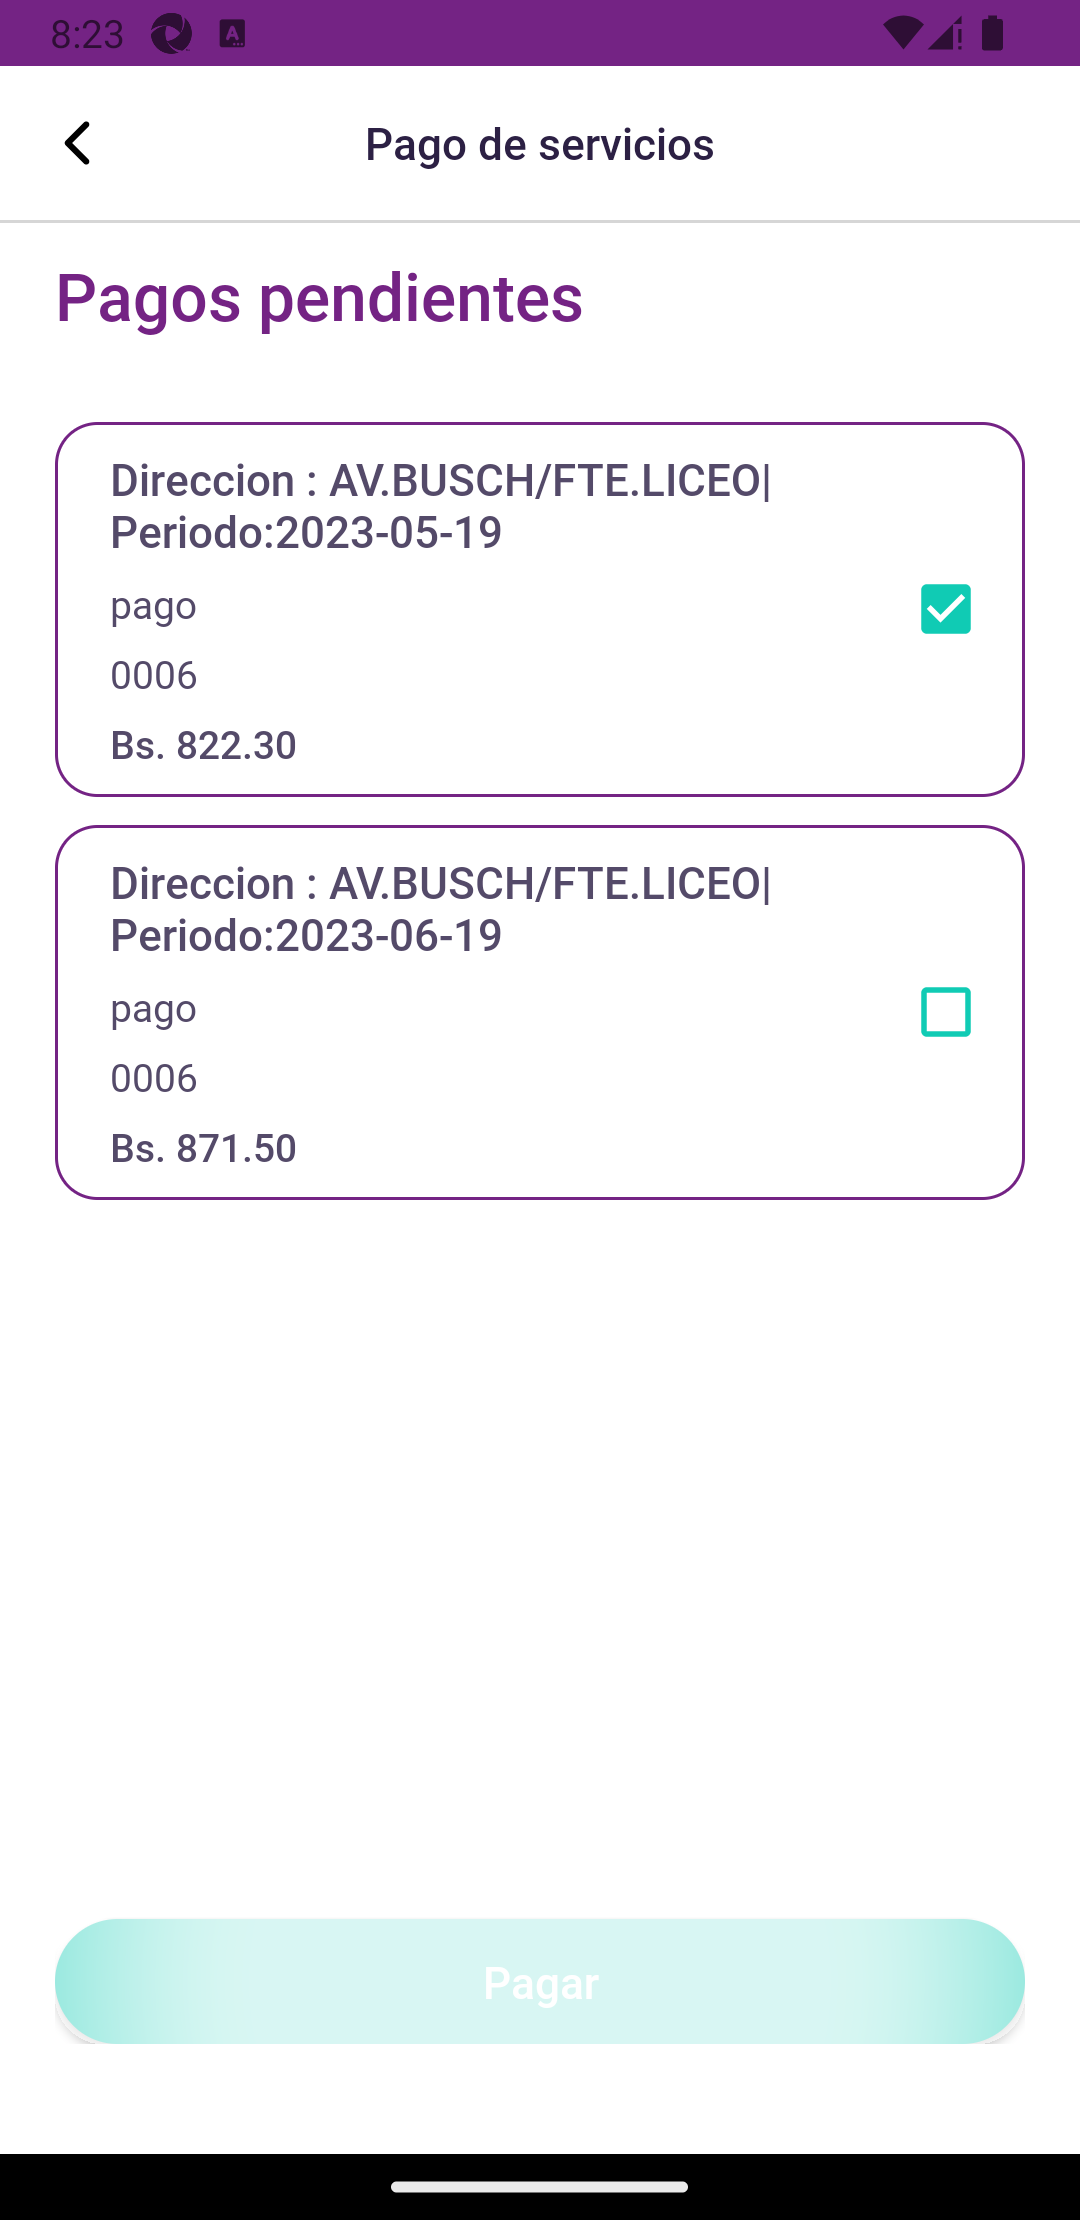 8:23
Pago de servicios
Pagos pendientes
Direccion : AV.BUSCH/FTE.LICEO|
Periodo:2023-05-19
pago
0006
Bs. 822.30
Direccion : AV.BUSCH/FTE.LICEO|
Periodo:2023-06-19
pago
0006
Bs. 871.50
Pagar